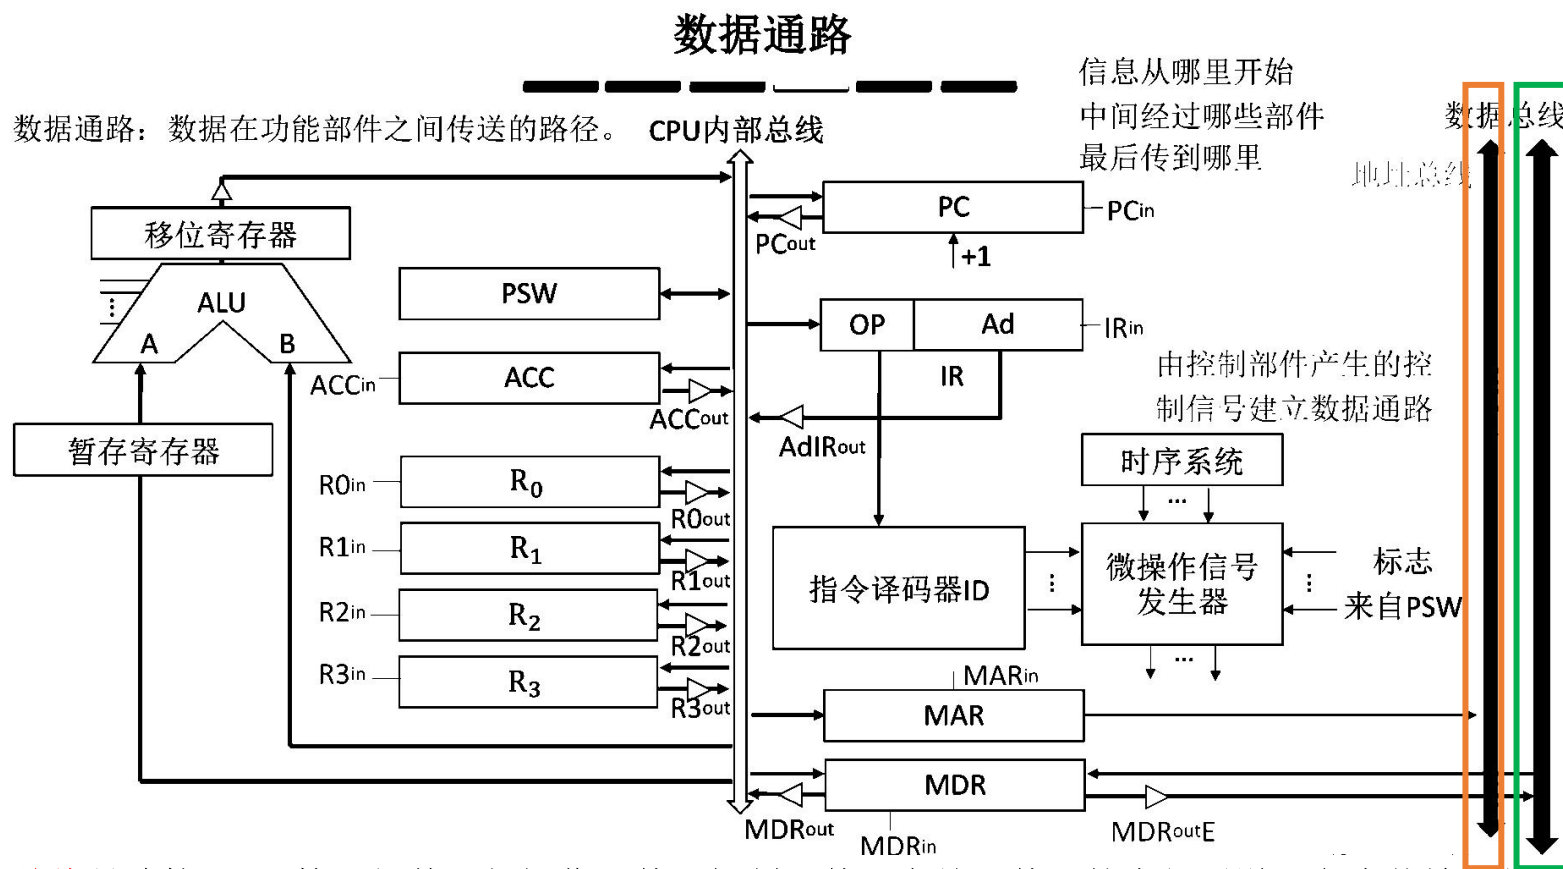 数据通路
信息从哪里开始
中间经过哪些部件
最后传到哪里
数据通路：数据在功能部件之间传送的路径。
CPU内部总线
数据总线
地址总线
移位寄存器
ALU
A
B
暂存寄存器
PSW
ACCin
ACC
ACCout
R0in
R0
R0out
R1in
R1
R1out
R2in
R2
R2out
R3in
R3
R3out
PC
PCin
PCout
+1
OP
Ad
IRin
IR
AdIRout
由控制部件产生的控
制信号建立数据通路
时序系统
...
指令译码器ID
...
微操作信号
发生器
...
标志
来自PSW
...
MARin
MAR
MDR
MDRout
MDRin
MDRoutE